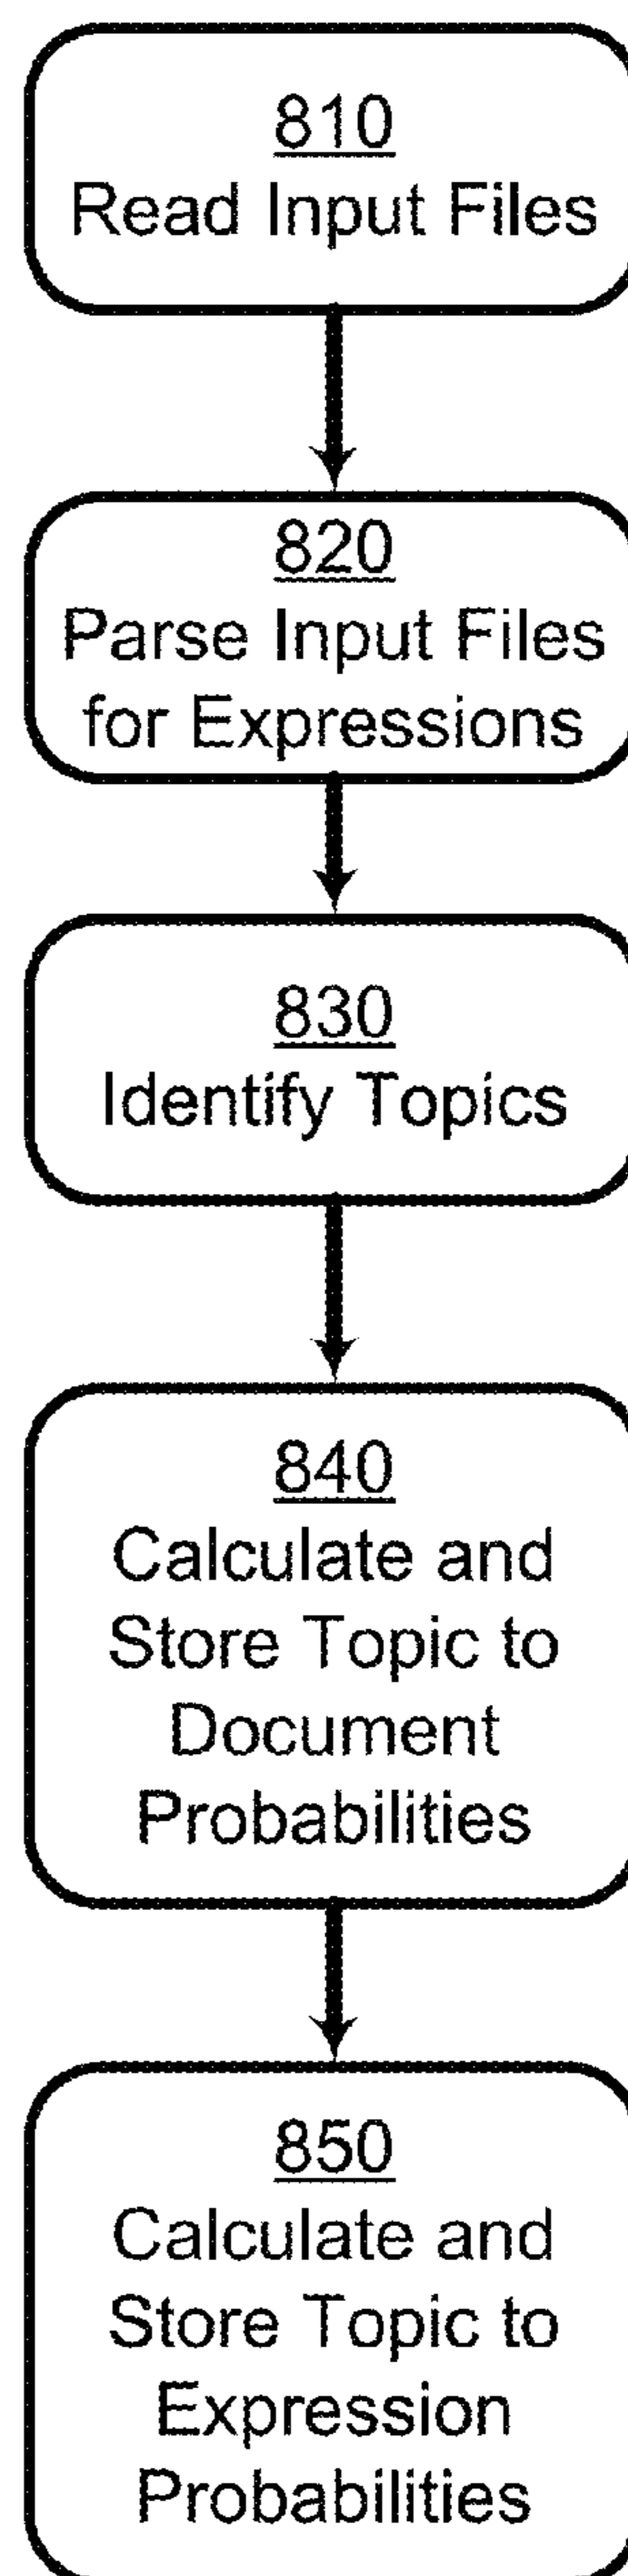 810
Read Input Files
820
Parse Input Files
for Expressions
830
Identify Topics
840
Calculate and
Store Topic to
Document
Probabilities
850
Calculate and
Store Topic to
Expression
Probabilities